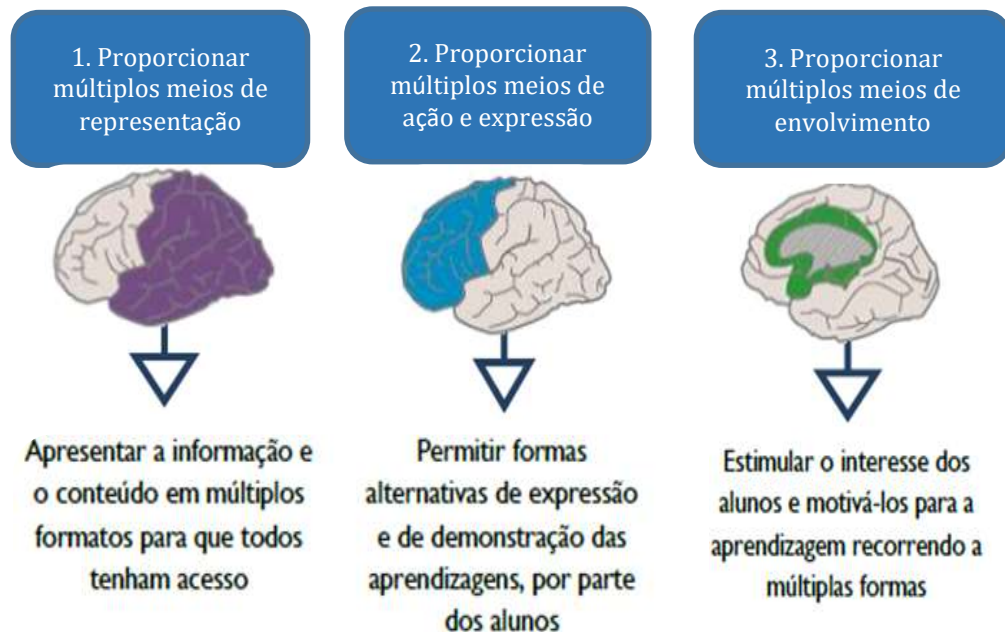 1. Proporcionar
múltiplos meios de
representação
2. Proporcionar
múltiplos meios de
ação e expressão
3. Proporcionar
múltiplos meios de
envolvimento
Apresentar a informação e
o conteúdo em múltiplos
formatos para que todos
tenham acesso
Permitir formas
alternativas de expressão
e de demonstração das
aprendizagens, por parte
dos alunos
Estimular o interesse dos
alunos e motivá-los para a
aprendizagem recorrendo a
múltiplas formas